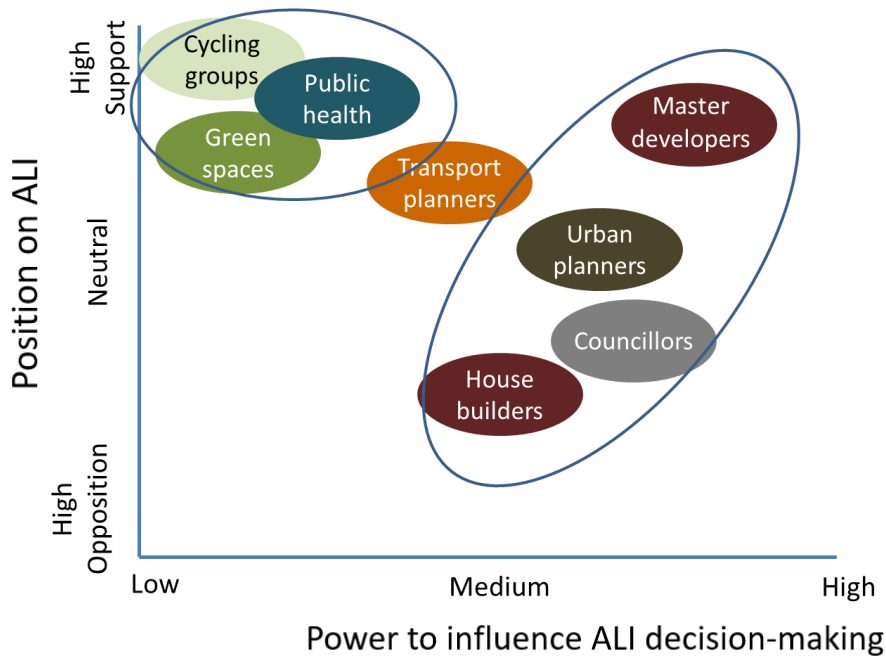 Position on ALI
High
Support
Neutral
High
Opposition
Cycling
groups
Public
health
Green
spaces
Transport
planners
Master
developers
Urban
planners
Councillors
House
builders
Low
Medium
High
Power to influence ALI decision-making